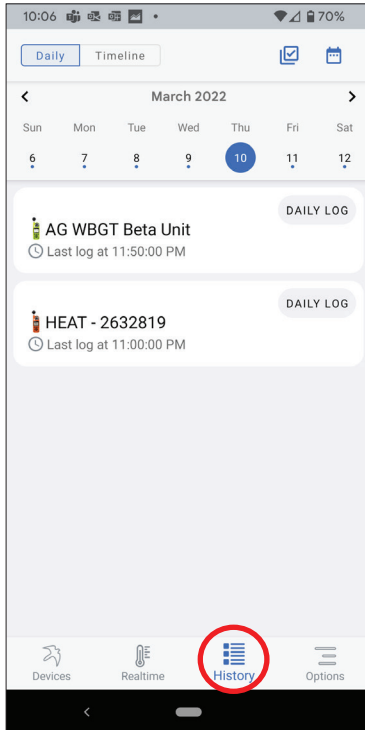 10:06 70%
Daily Timeline
March 2022
Sun Mon Tue Wed Thu Fri Sat
6 7 8 9 10 11 12
DAILY LOG
AG WBGT Beta Unit
Last log at 11:50:00 PM
DAILY LOG
HEAT - 2632819
Last log at 11:00:00 PM
Devices Realtime History Options